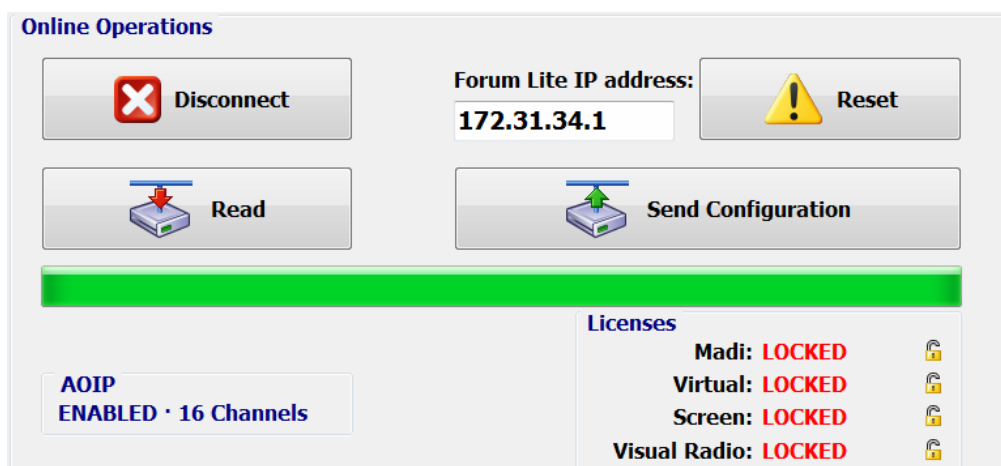 Online Operations
Disconnect
Forum Lite IP address:
172.31.34.1
Reset
Read
Send Configuration
Licenses
Madi: LOCKED
AOIP
ENABLED · 16 Channels
Virtual: LOCKED
Screen: LOCKED
Visual Radio: LOCKED